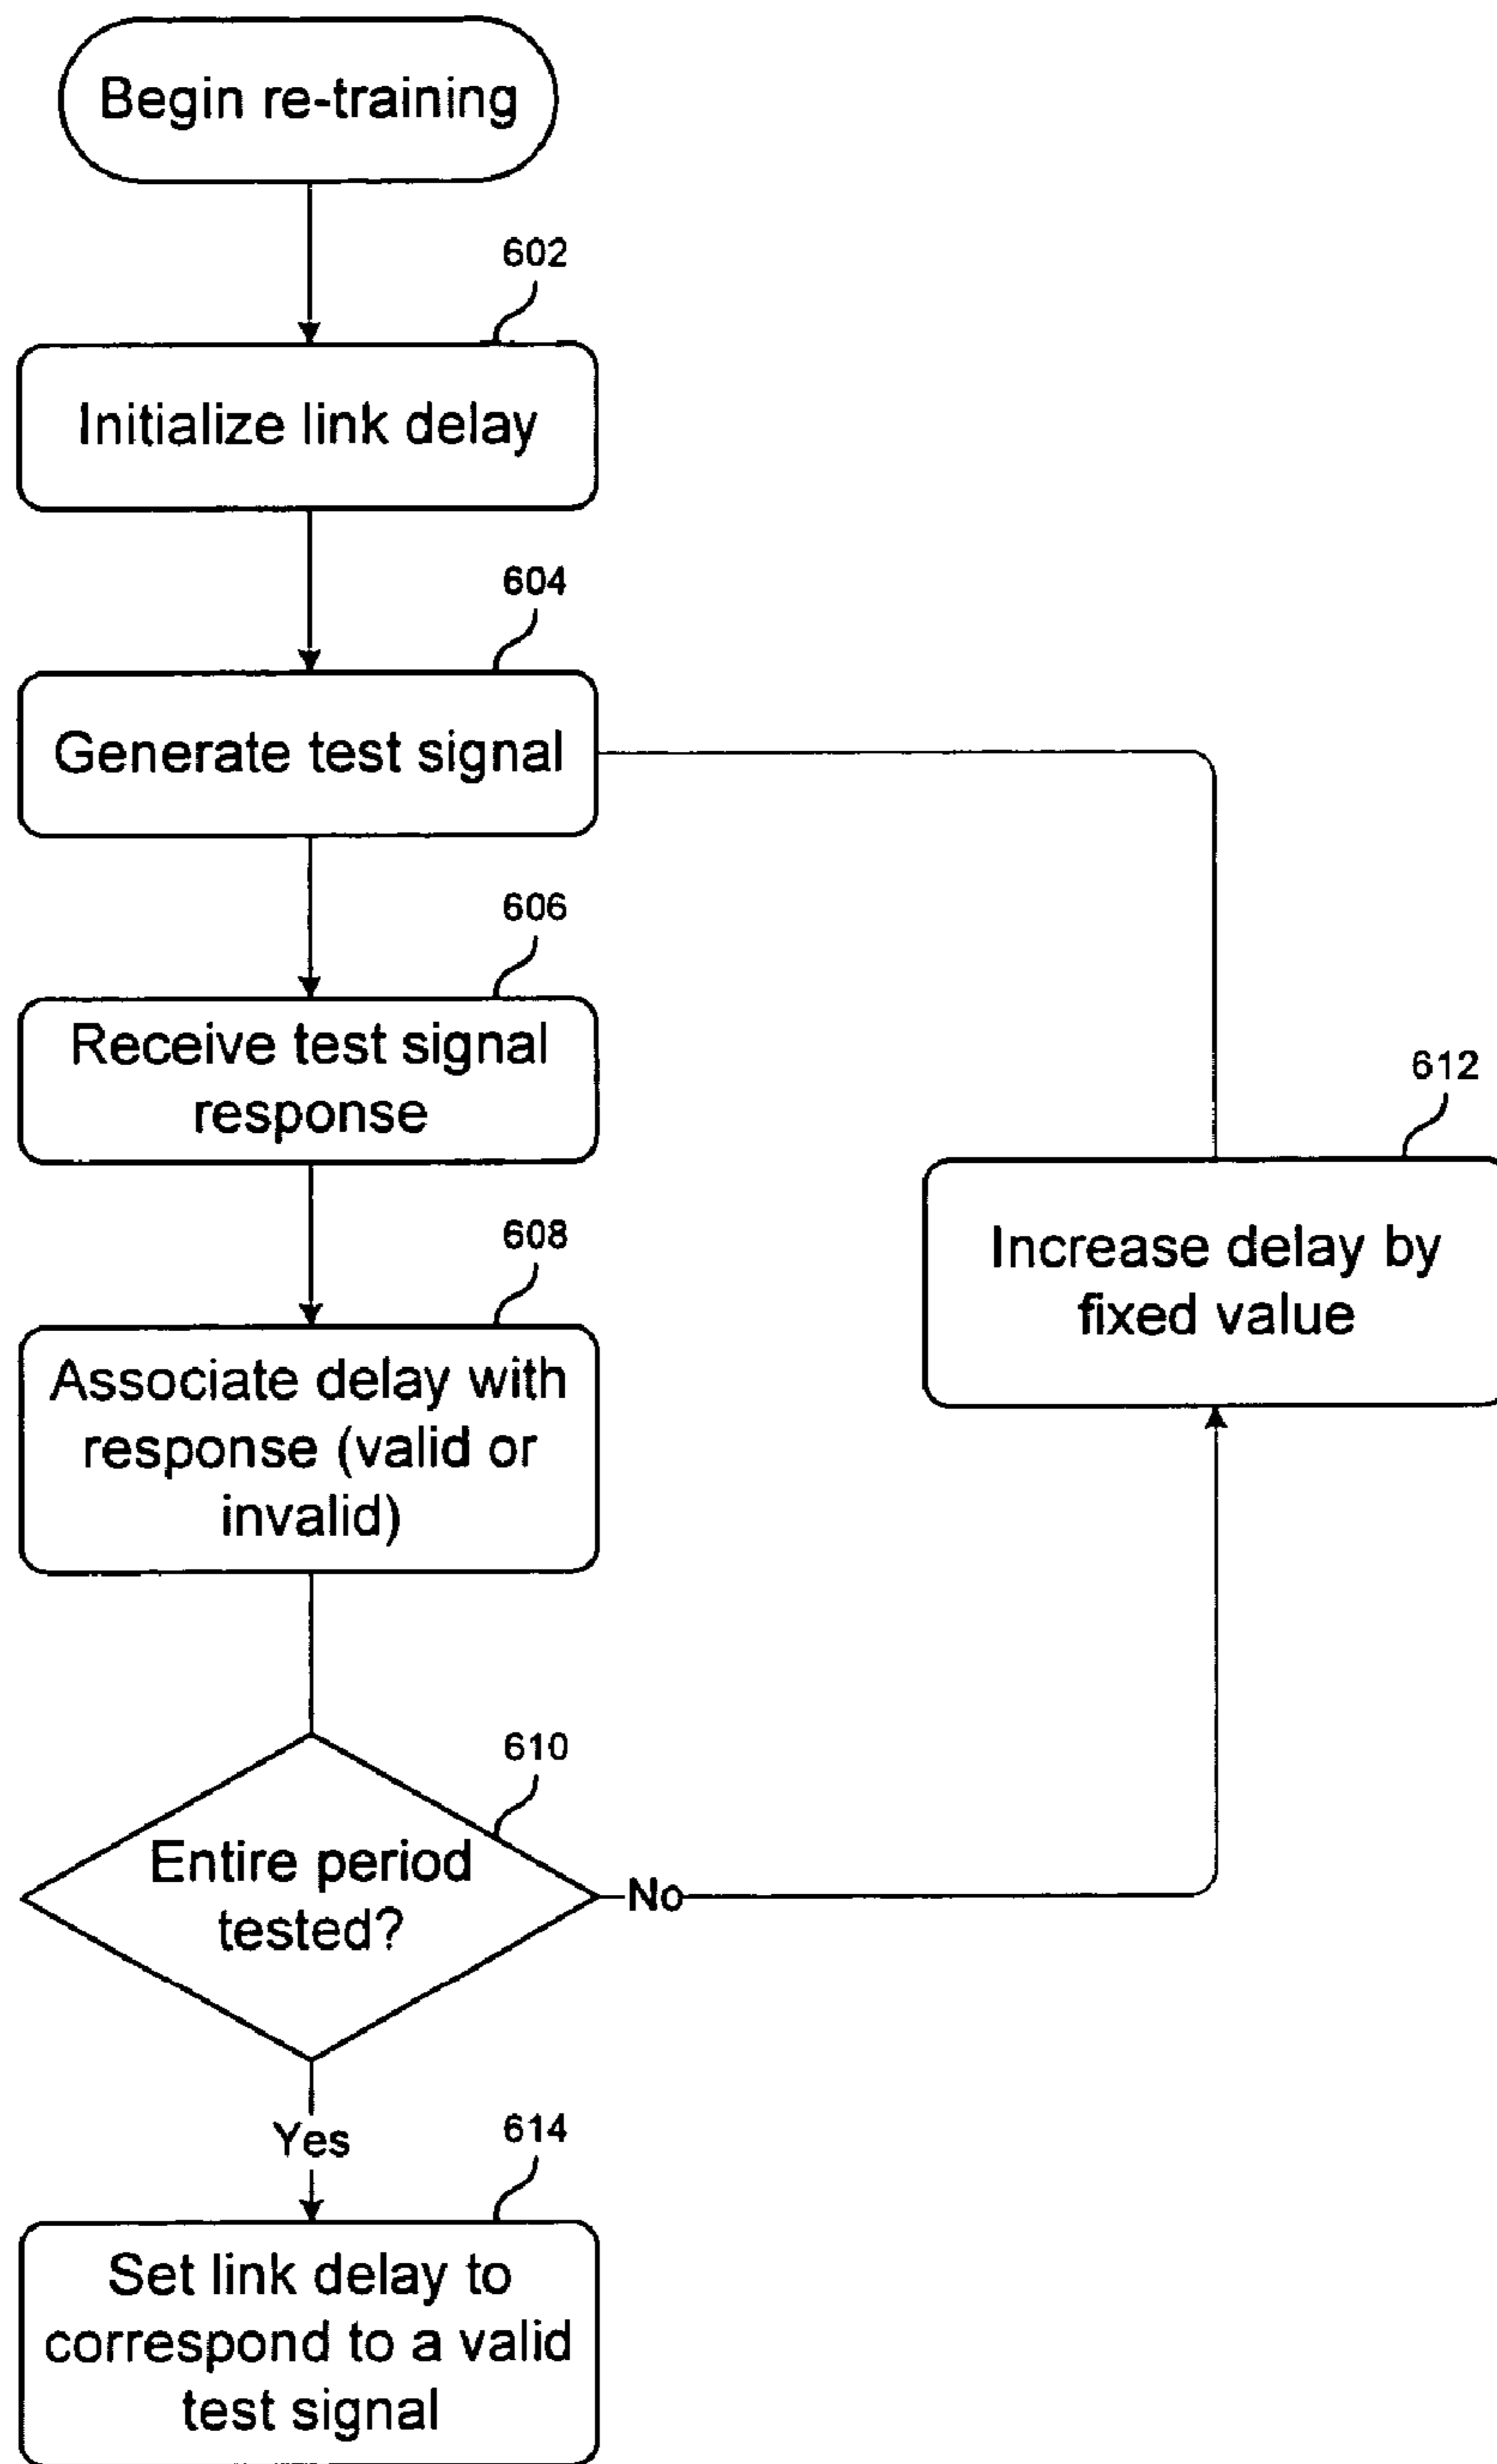 Begin re-training
602
Initialize link delay
604
Generate test signal
606
Receive test signal
response
608
Associate delay with
response (valid or
invalid)
610
Entire period
tested?
No
612
Increase delay by
fixed value
Yes
614
Set link delay to
correspond to a valid
test signal